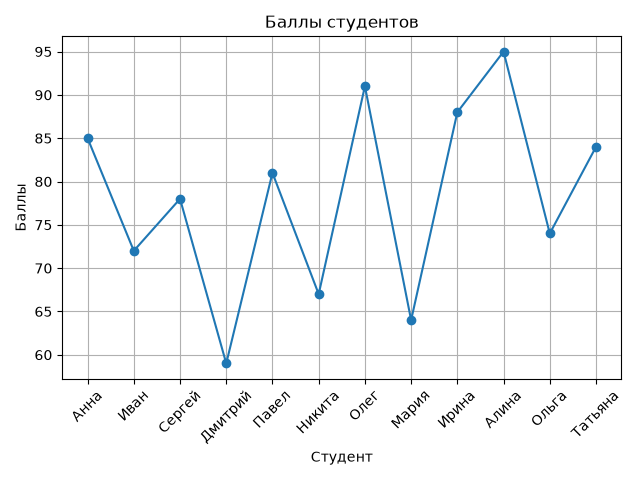 Баллы студентов
Баллы
95
90
85
80
75
70
65
60
Анна
Иван
Сергей
Дмитрий
Павел
Никита
Олег
Мария
Ирина
Алина
Ольга
Татьяна
Студент